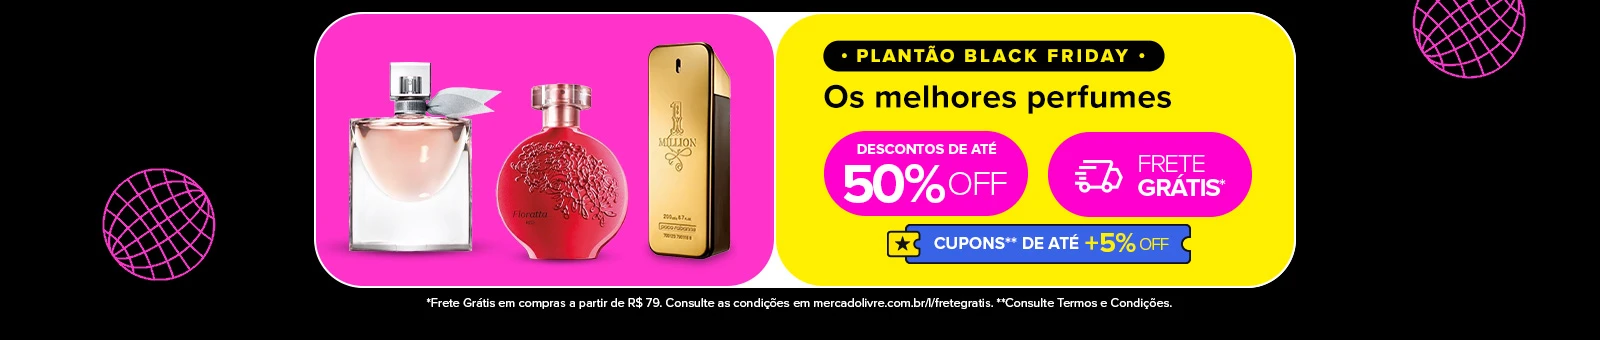 • PLANTÃO BLACK FRIDAY •
Os melhores perfumes
DESCONTOS DE ATÉ
50% OFF
FRETE
GRÁTIS*
CUPONS** DE ATÉ +5% OFF
1
MILLION
paco rabanne
Floratta
*Frete Grátis em compras a partir de R$ 79. Consulte as condições em mercadolivre.com.br/l/fretegratis. **Consulte Termos e Condições.